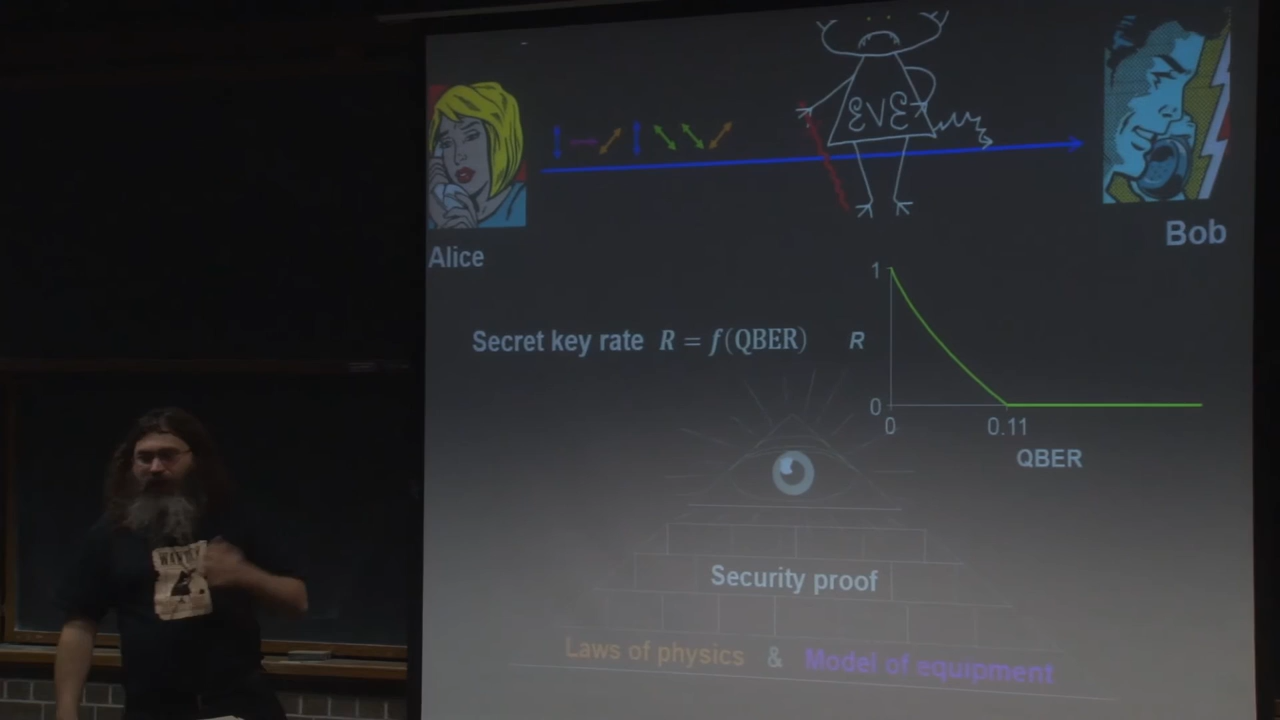 EVE
Alice
Bob
Secret key rate R = f(QBER)
1
R
0
0
0.11
QBER
WANTED
Security proof
Laws of physics & Model of equipment